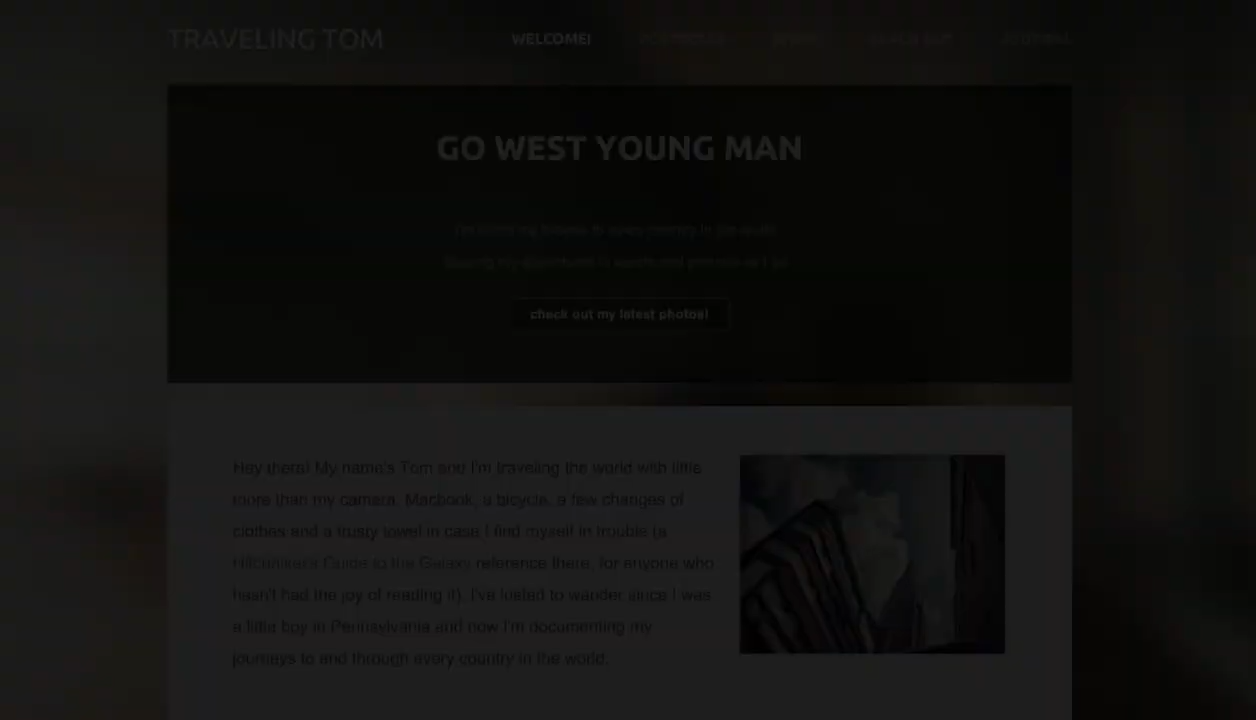 TRAVELING TOM
WELCOME!
GO WEST YOUNG MAN
check out my latest photos!
Hey there! My name's Tom and I'm traveling the world with little
more than my camera, Macbook, a bicycle, a few changes of
clothes and a trusty towel in case I find myself in trouble (a
Hitchhiker's Guide to the Galaxy reference there, for anyone who
hasn't had the joy of reading it). I've lusted to wander since I was
a little boy in Pennsylvania and now I'm documenting my
journeys to and through every country in the world.